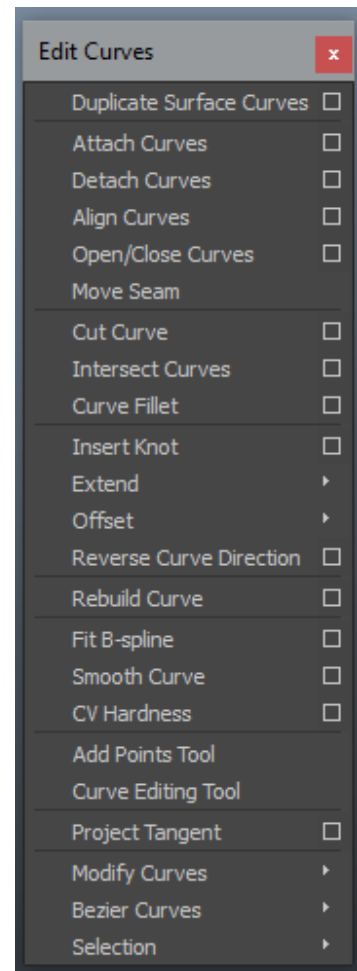 Edit Curves
x
Duplicate Surface Curves
Attach Curves
Detach Curves
Align Curves
Open/Close Curves
Move Seam
Cut Curve
Intersect Curves
Curve Fillet
Insert Knot
Extend
Offset
Reverse Curve Direction
Rebuild Curve
Fit B-spline
Smooth Curve
CV Hardness
Add Points Tool
Curve Editing Tool
Project Tangent
Modify Curves
Bezier Curves
Selection